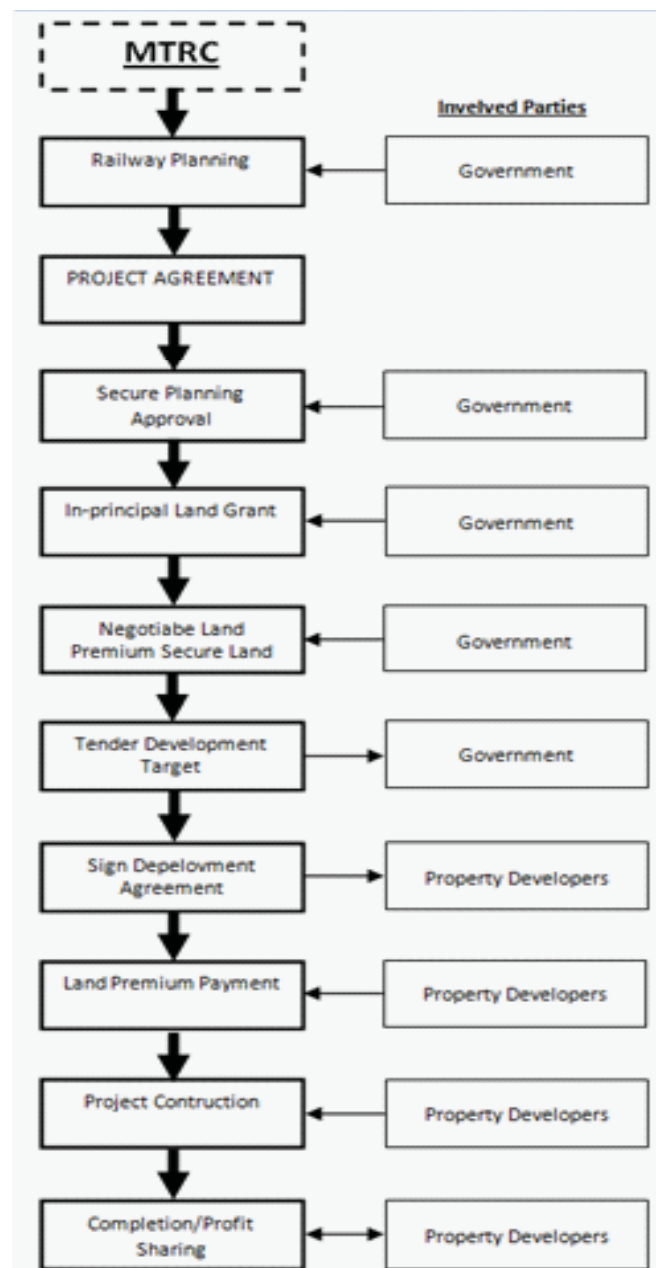 MTRC
Invelved Parties
Railway Planning
Government
PROJECT AGREEMENT
Secure Planning
Approval
Government
In-principal Land Grant
Government
Negotiabe Land
Premium Secure Land
Government
Tender Development
Target
Government
Sign Depelovment
Agreement
Property Developers
Land Premium Payment
Property Developers
Project Contruction
Property Developers
Completion/Profit
Sharing
Property Developers